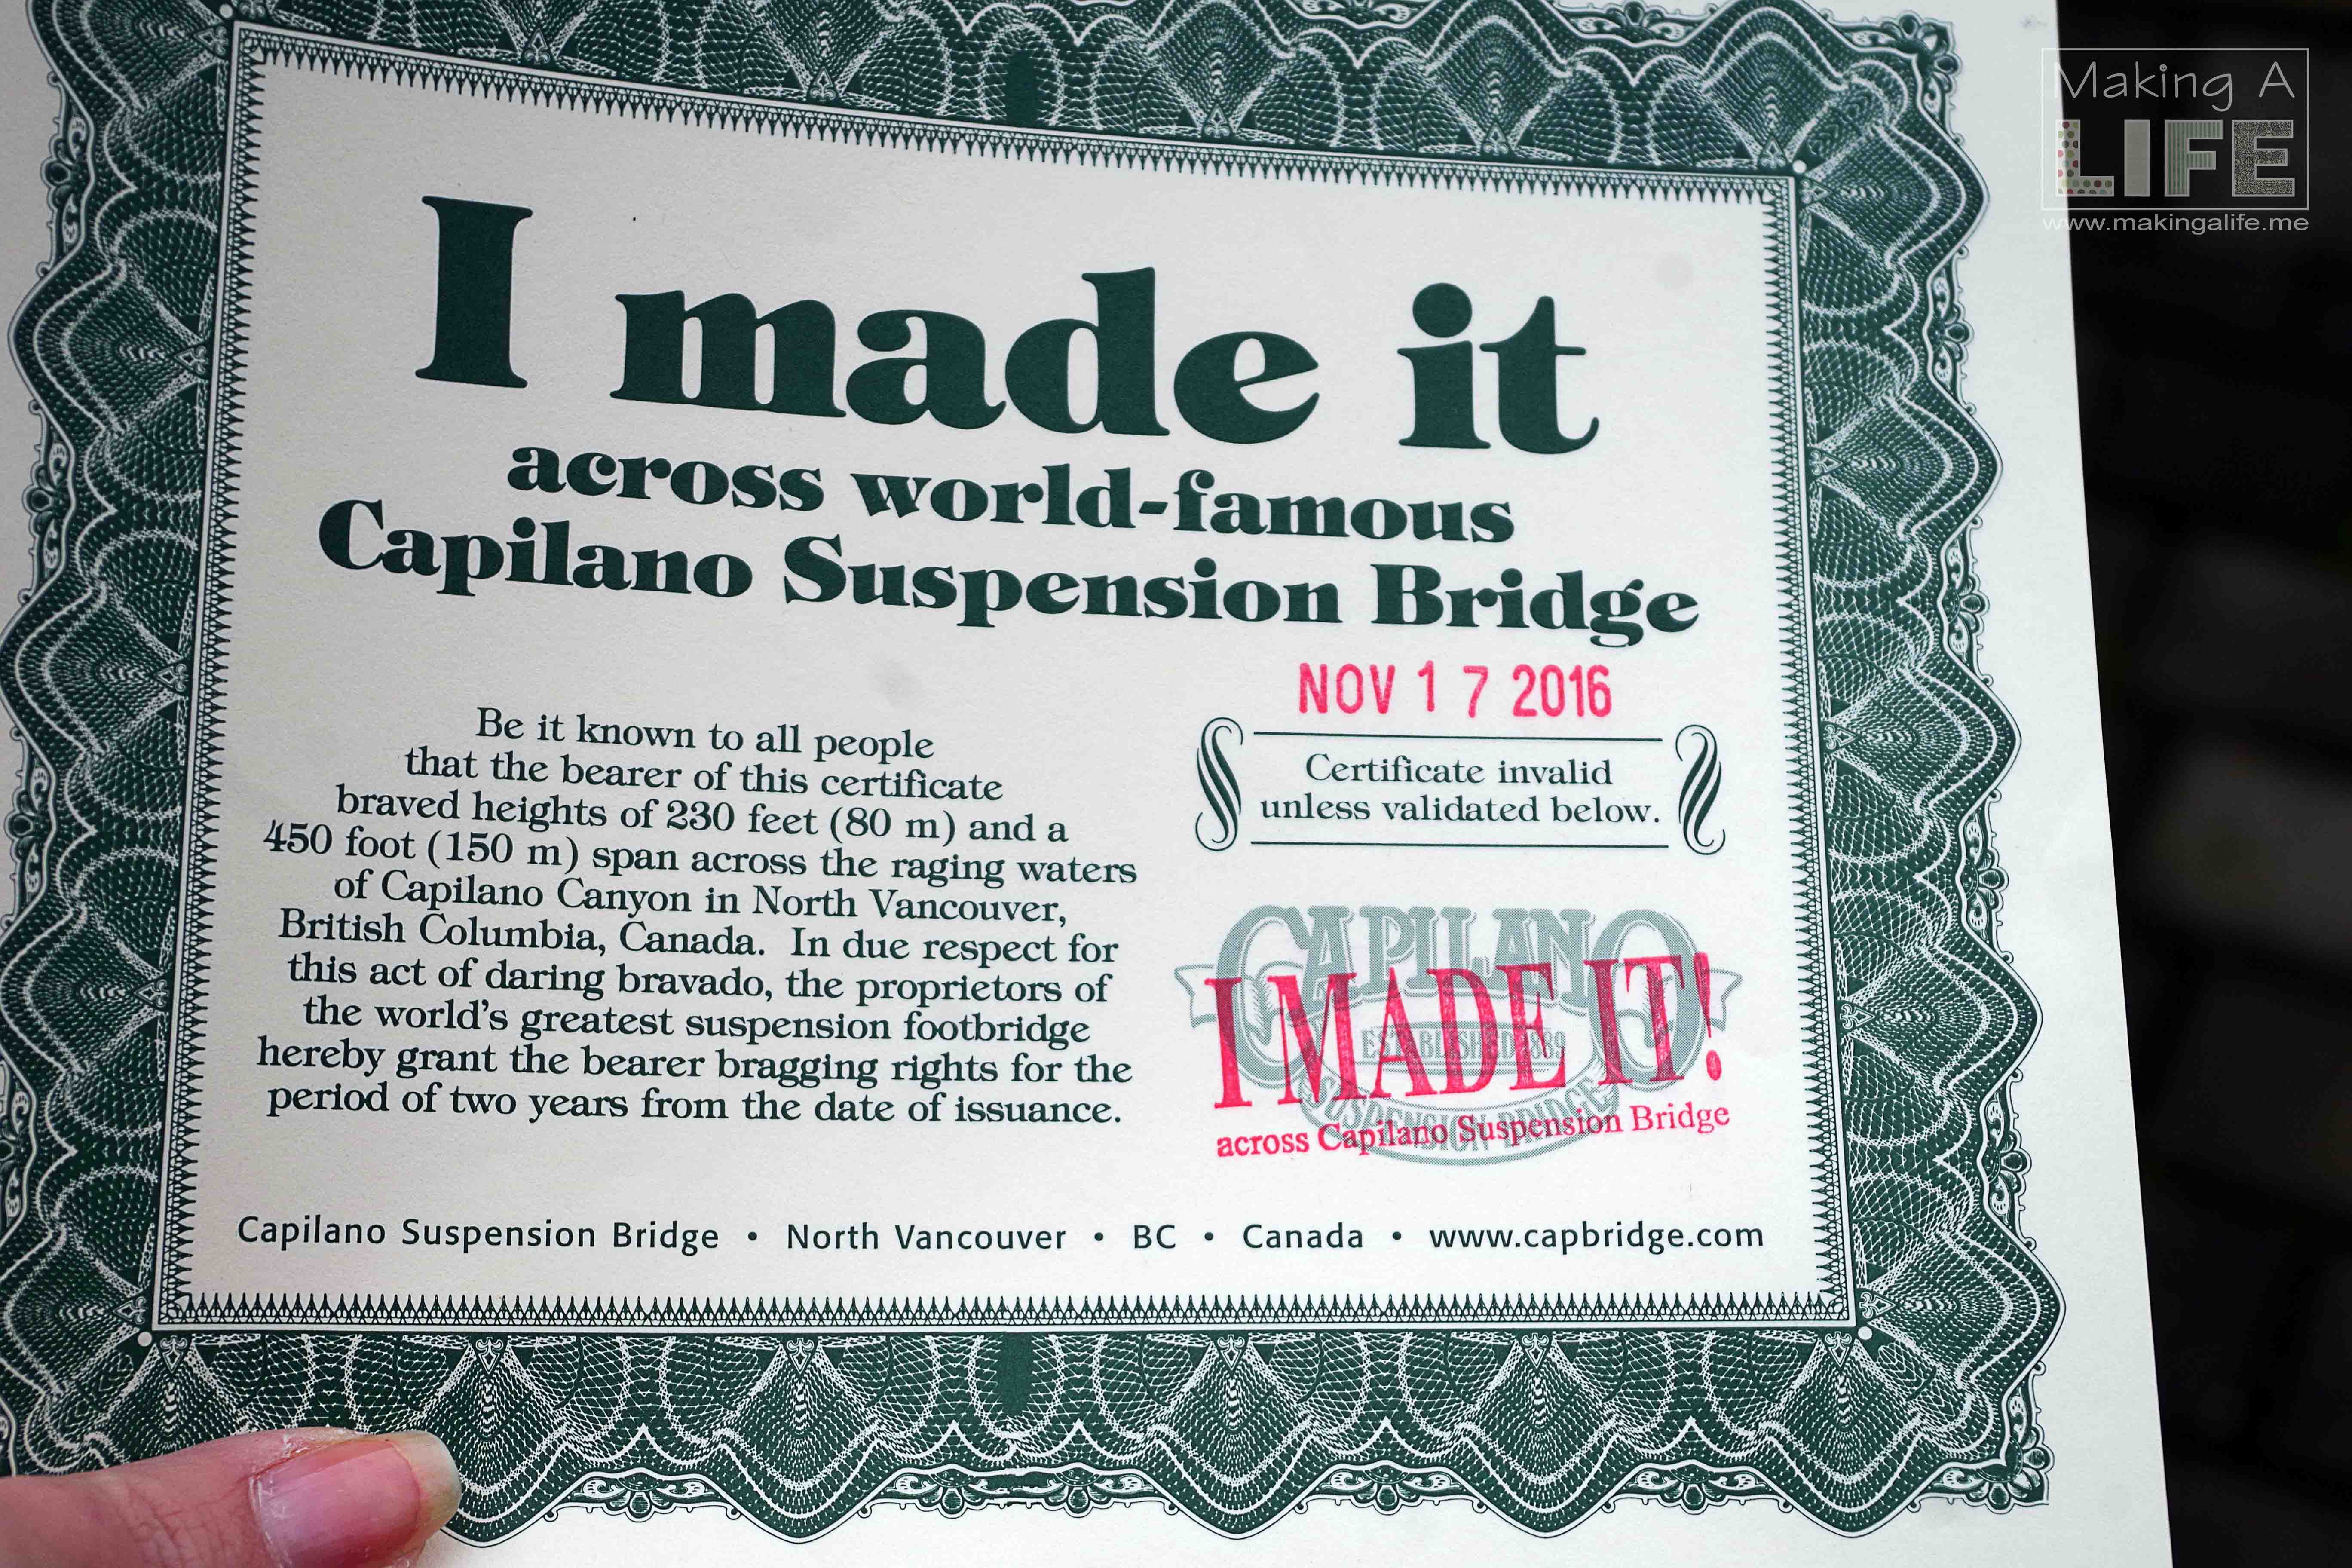 Making A
LIFE
www.makingalife.me
I made it
across world-famous
Capilano Suspension Bridge
NOV 17 2016
Certificate invalid
unless validated below.
Be it known to all people
that the bearer of this certificate
braved heights of 230 feet (80 m) and a
450 foot (150 m) span across the raging waters
of Capilano Canyon in North Vancouver,
British Columbia, Canada. In due respect for
this act of daring bravado, the proprietors of
the world's greatest suspension footbridge
hereby grant the bearer bragging rights for the
period of two years from the date of issuance.
CAPILANO
ESTABLISHED 1889
SUSPENSION BRIDGE
I MADE IT!
across Capilano Suspension Bridge
Capilano Suspension Bridge • North Vancouver • BC • Canada • www.capbridge.com